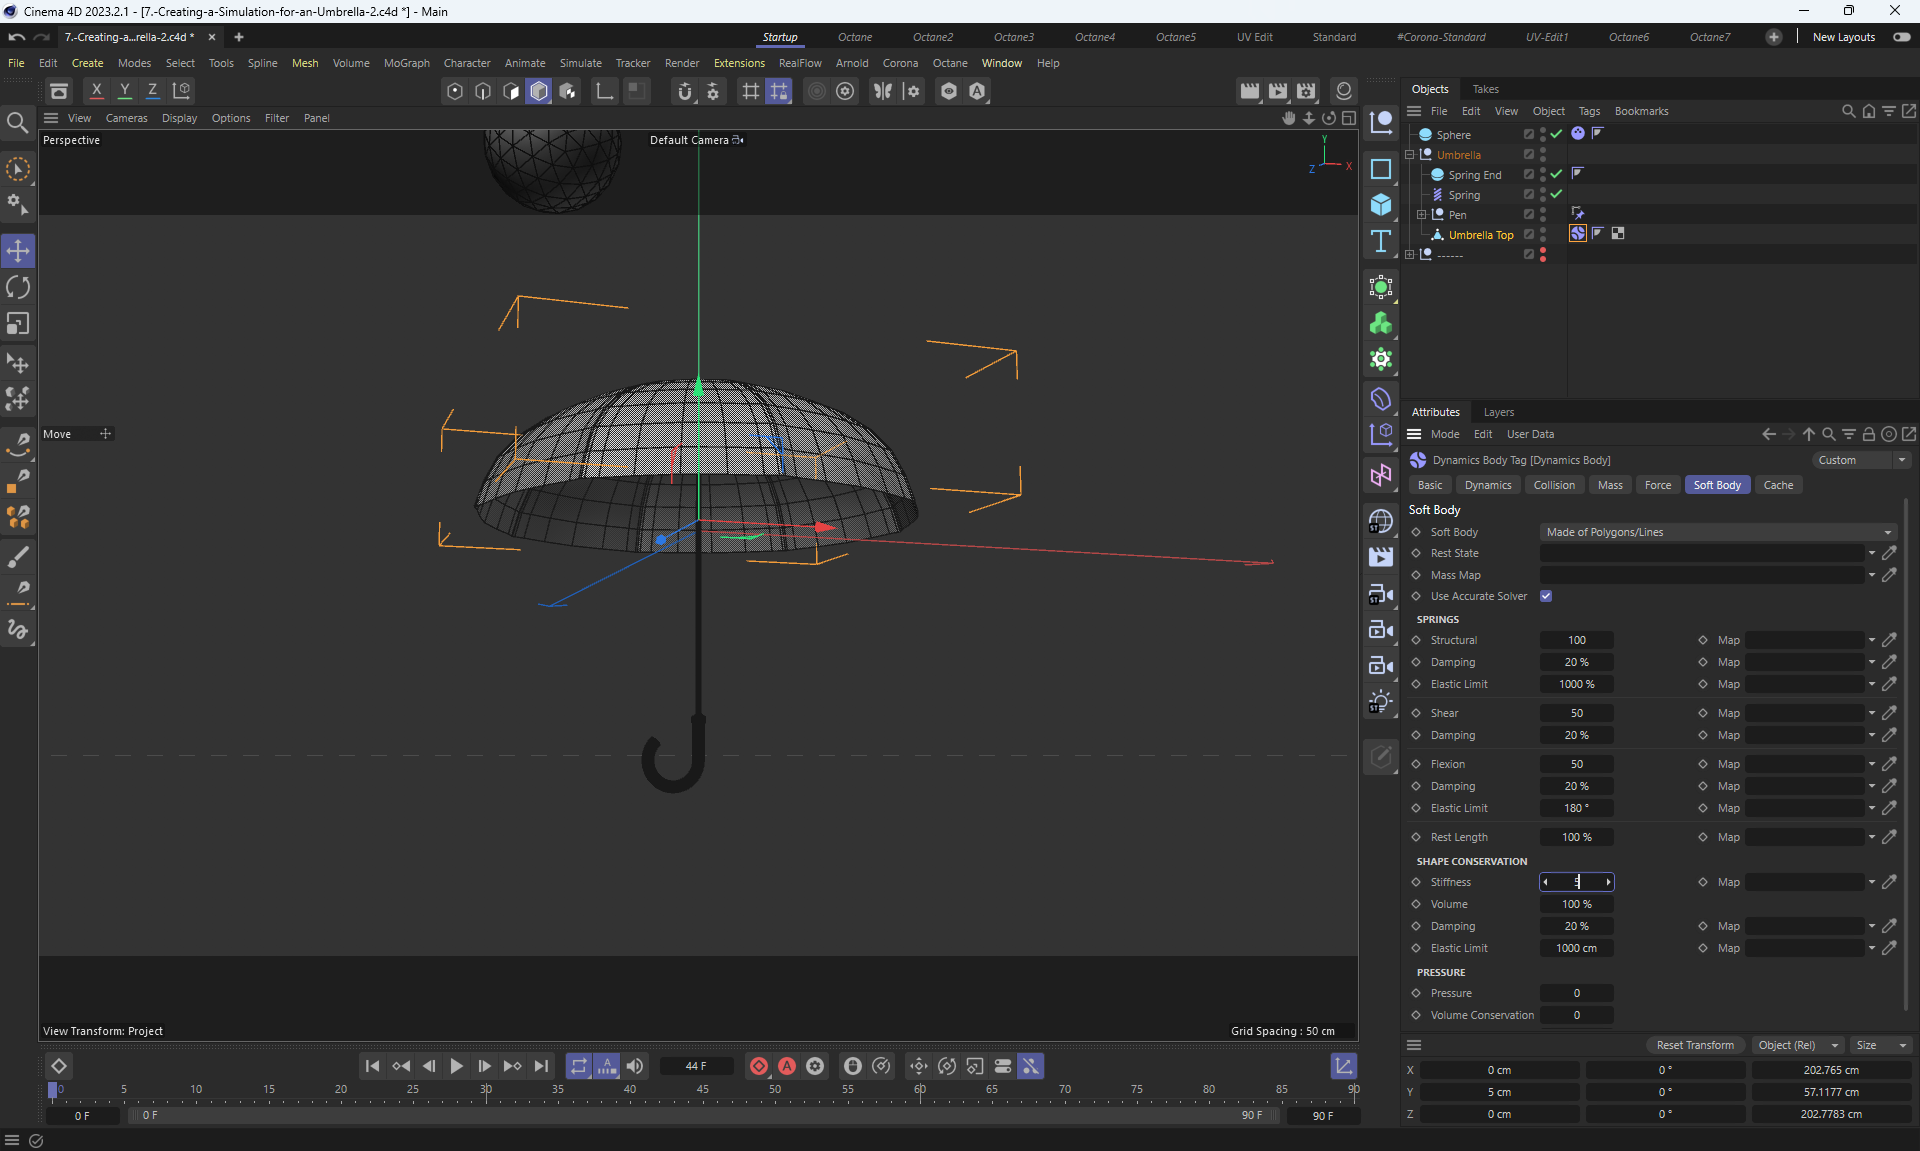 Cinema 4D 2023.2.1 - [7.-Creating-a-Simulation-for-an-Umbrella-2.c4d *] - Main
7.-Creating-a...rella-2.c4d *
Startup Octane Octane2 Octane3 Octane4 Octane5 UV Edit Standard #Corona-Standard UV-Edit1 Octane6 Octane7 New Layouts
File Edit Create Modes Select Tools Spline Mesh Volume MoGraph Character Animate Simulate Tracker Render Extensions RealFlow Arnold Corona Octane Window Help
X Y Z
View Cameras Display Options Filter Panel
Perspective
Default Camera
Y
X
Z
Move
View Transform: Project
Grid Spacing : 50 cm
Objects Takes
File Edit View Object Tags Bookmarks
Sphere
Umbrella
Spring End
Spring
Pen
Umbrella Top
------
Attributes Layers
Mode Edit User Data
Dynamics Body Tag [Dynamics Body] Custom
Basic Dynamics Collision Mass Force Soft Body Cache
Soft Body
Soft Body Made of Polygons/Lines
Rest State
Mass Map
Use Accurate Solver
SPRINGS
Structural 100 Map
Damping 20 % Map
Elastic Limit 1000 % Map
Shear 50 Map
Damping 20 % Map
Flexion 50 Map
Damping 20 % Map
Elastic Limit 180 ° Map
Rest Length 100 % Map
SHAPE CONSERVATION
Stiffness 5 Map
Volume 100 %
Damping 20 % Map
Elastic Limit 1000 cm Map
PRESSURE
Pressure 0
Volume Conservation 0
44 F
0 5 10 15 20 25 30 35 40 45 50 55 60 65 70 75 80 85 90
0 F 0 F 90 F 90 F
Reset Transform Object (Rel) Size
X 0 cm 0 ° 202.765 cm
Y 5 cm 0 ° 57.1177 cm
Z 0 cm 0 ° 202.7783 cm